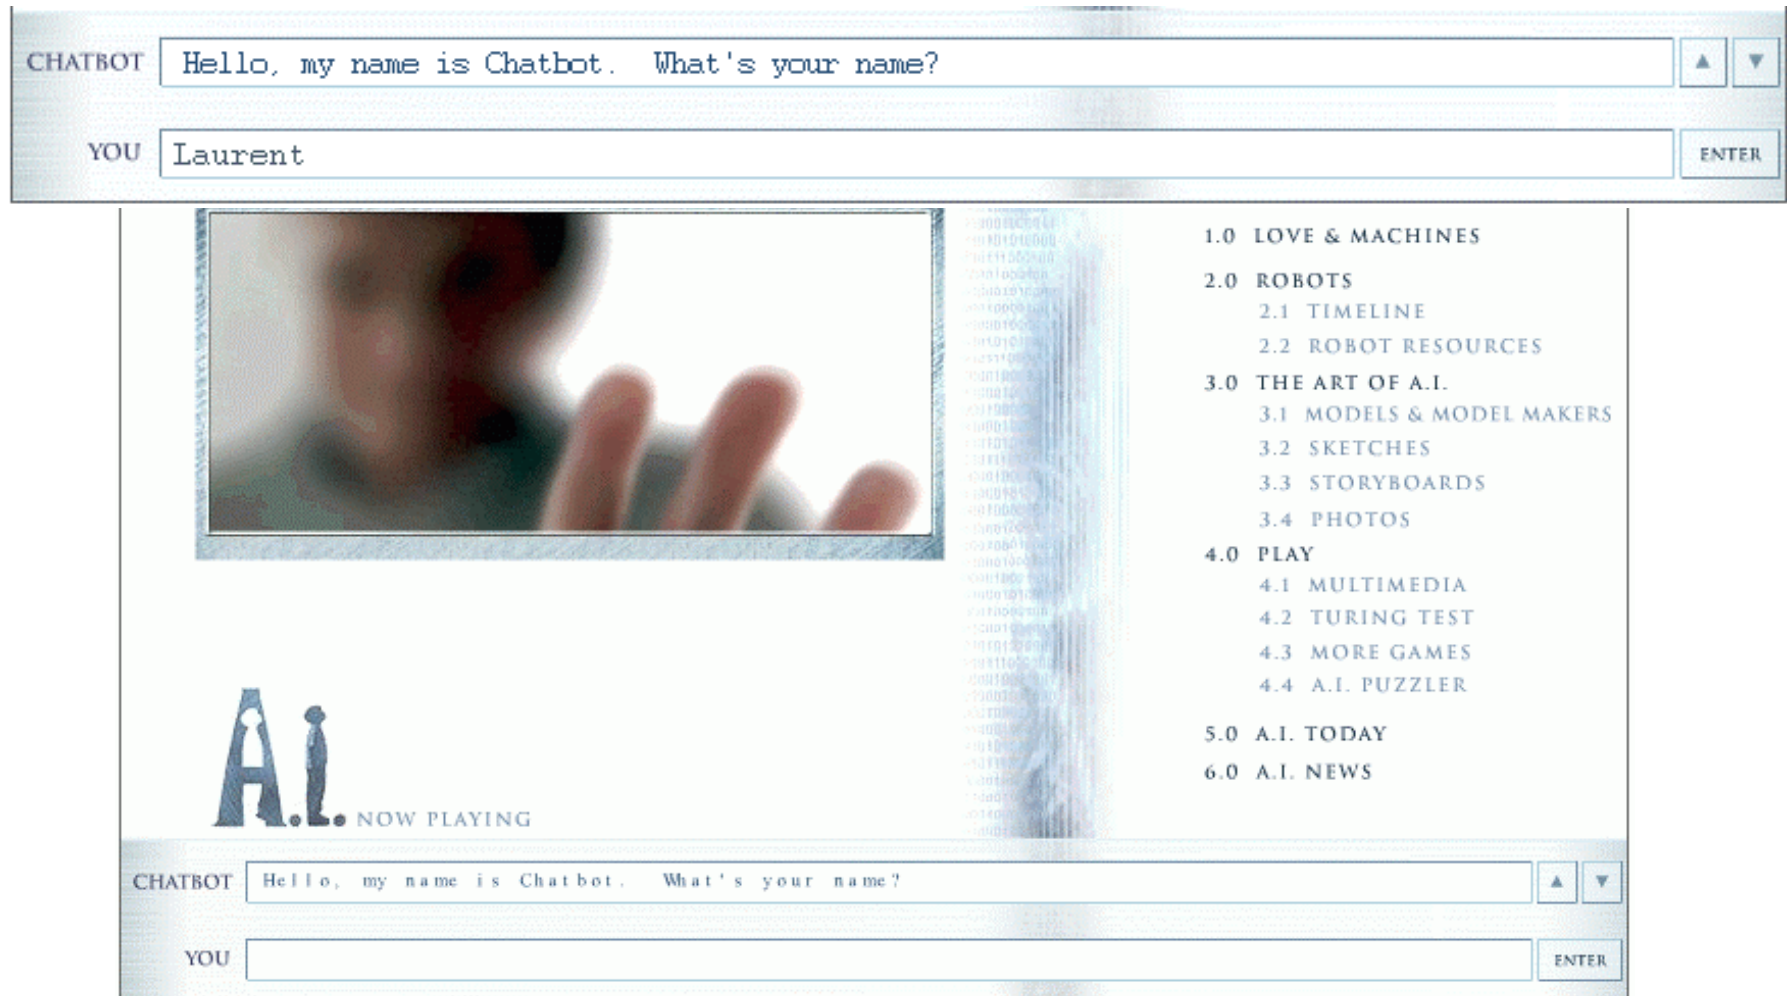 CHATBOT Hello, my name is Chatbot. What's your name? ▲ ▼
YOU Laurent ENTER
1.0 LOVE & MACHINES
2.0 ROBOTS
2.1 TIMELINE
2.2 ROBOT RESOURCES
3.0 THE ART OF A.I.
3.1 MODELS & MODEL MAKERS
3.2 SKETCHES
3.3 STORYBOARDS
3.4 PHOTOS
4.0 PLAY
4.1 MULTIMEDIA
4.2 TURING TEST
4.3 MORE GAMES
4.4 A.I. PUZZLER
5.0 A.I. TODAY
6.0 A.I. NEWS
A.I. NOW PLAYING
CHATBOT Hello, my name is Chatbot. What's your name? ▲ ▼
YOU ENTER